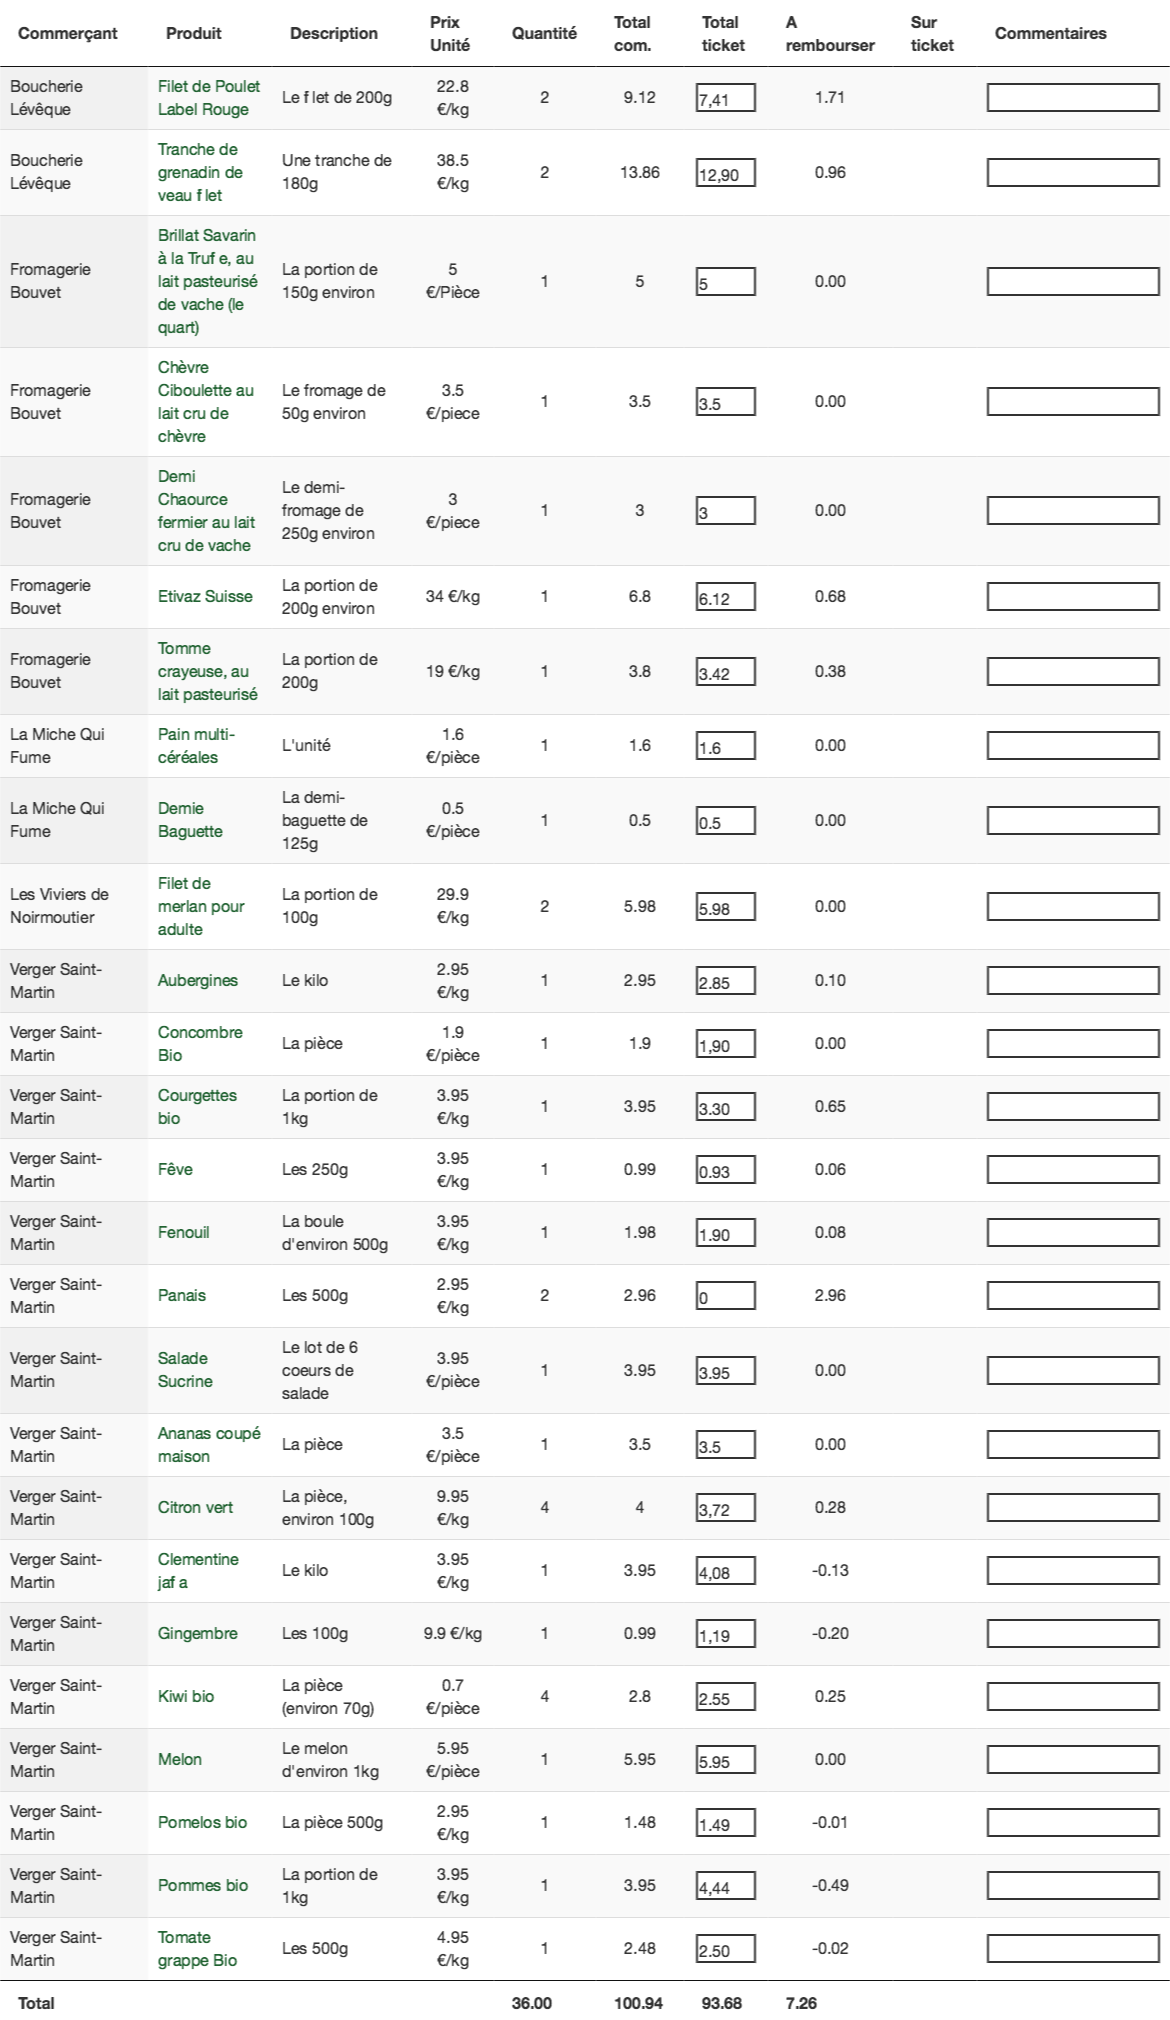 Commerçant Produit Description Prix Unité Quantité Total com. Total ticket A rembourser Sur ticket Commentaires
Boucherie Lévêque Filet de Poulet Label Rouge Le f let de 200g 22.8 €/kg 2 9.12 7,41 1.71
Boucherie Lévêque Tranche de grenadin de veau f let Une tranche de 180g 38.5 €/kg 2 13.86 12,90 0.96
Fromagerie Bouvet Brillat Savarin à la Truf e, au lait pasteurisé de vache (le quart) La portion de 150g environ 5 €/Pièce 1 5 5 0.00
Fromagerie Bouvet Chèvre Ciboulette au lait cru de chèvre Le fromage de 50g environ 3.5 €/piece 1 3.5 3.5 0.00
Fromagerie Bouvet Demi Chaource fermier au lait cru de vache Le demi-fromage de 250g environ 3 €/piece 1 3 3 0.00
Fromagerie Bouvet Etivaz Suisse La portion de 200g environ 34 €/kg 1 6.8 6.12 0.68
Fromagerie Bouvet Tomme crayeuse, au lait pasteurisé La portion de 200g 19 €/kg 1 3.8 3.42 0.38
La Miche Qui Fume Pain multi-céréales L'unité 1.6 €/pièce 1 1.6 1.6 0.00
La Miche Qui Fume Demie Baguette La demi-baguette de 125g 0.5 €/pièce 1 0.5 0.5 0.00
Les Viviers de Noirmoutier Filet de merlan pour adulte La portion de 100g 29.9 €/kg 2 5.98 5.98 0.00
Verger Saint-Martin Aubergines Le kilo 2.95 €/kg 1 2.95 2.85 0.10
Verger Saint-Martin Concombre Bio La pièce 1.9 €/pièce 1 1.9 1,90 0.00
Verger Saint-Martin Courgettes bio La portion de 1kg 3.95 €/kg 1 3.95 3.30 0.65
Verger Saint-Martin Fêve Les 250g 3.95 €/kg 1 0.99 0.93 0.06
Verger Saint-Martin Fenouil La boule d'environ 500g 3.95 €/kg 1 1.98 1.90 0.08
Verger Saint-Martin Panais Les 500g 2.95 €/kg 2 2.96 0 2.96
Verger Saint-Martin Salade Sucrine Le lot de 6 coeurs de salade 3.95 €/pièce 1 3.95 3.95 0.00
Verger Saint-Martin Ananas coupé maison La pièce 3.5 €/pièce 1 3.5 3.5 0.00
Verger Saint-Martin Citron vert La pièce, environ 100g 9.95 €/kg 4 4 3,72 0.28
Verger Saint-Martin Clementine jaf a Le kilo 3.95 €/kg 1 3.95 4,08 -0.13
Verger Saint-Martin Gingembre Les 100g 9.9 €/kg 1 0.99 1,19 -0.20
Verger Saint-Martin Kiwi bio La pièce (environ 70g) 0.7 €/pièce 4 2.8 2.55 0.25
Verger Saint-Martin Melon Le melon d'environ 1kg 5.95 €/pièce 1 5.95 5.95 0.00
Verger Saint-Martin Pomelos bio La pièce 500g 2.95 €/kg 1 1.48 1.49 -0.01
Verger Saint-Martin Pommes bio La portion de 1kg 3.95 €/kg 1 3.95 4,44 -0.49
Verger Saint-Martin Tomate grappe Bio Les 500g 4.95 €/kg 1 2.48 2.50 -0.02
Total 36.00 100.94 93.68 7.26